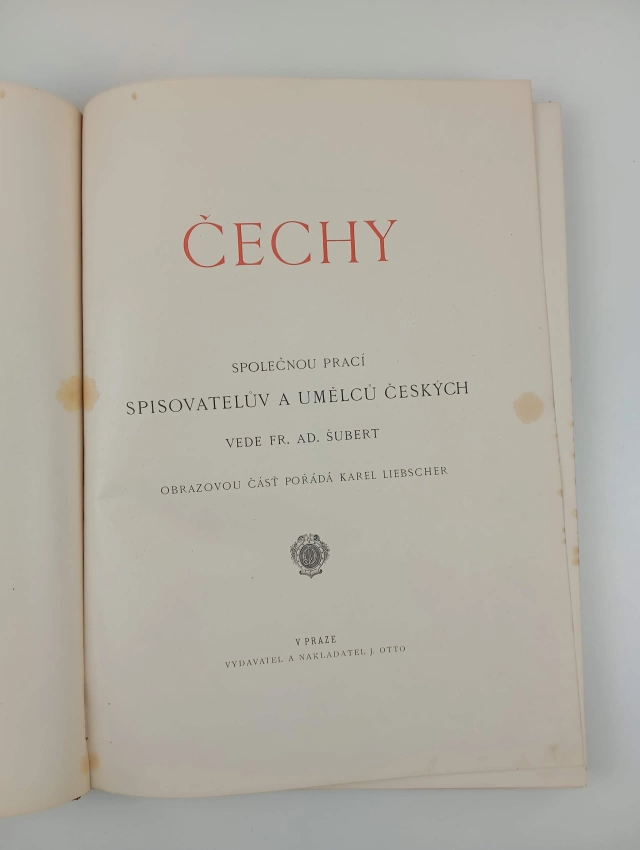 ČECHY
SPOLEČNOU PRACÍ
SPISOVATELŮV A UMĚLCŮ ČESKÝCH
VEDE FR. AD. ŠUBERT
OBRAZOVOU ČÁSŤ POŘÁDÁ KAREL LIEBSCHER
V PRAZE
VYDAVATEL A NAKLADATEL J. OTTO